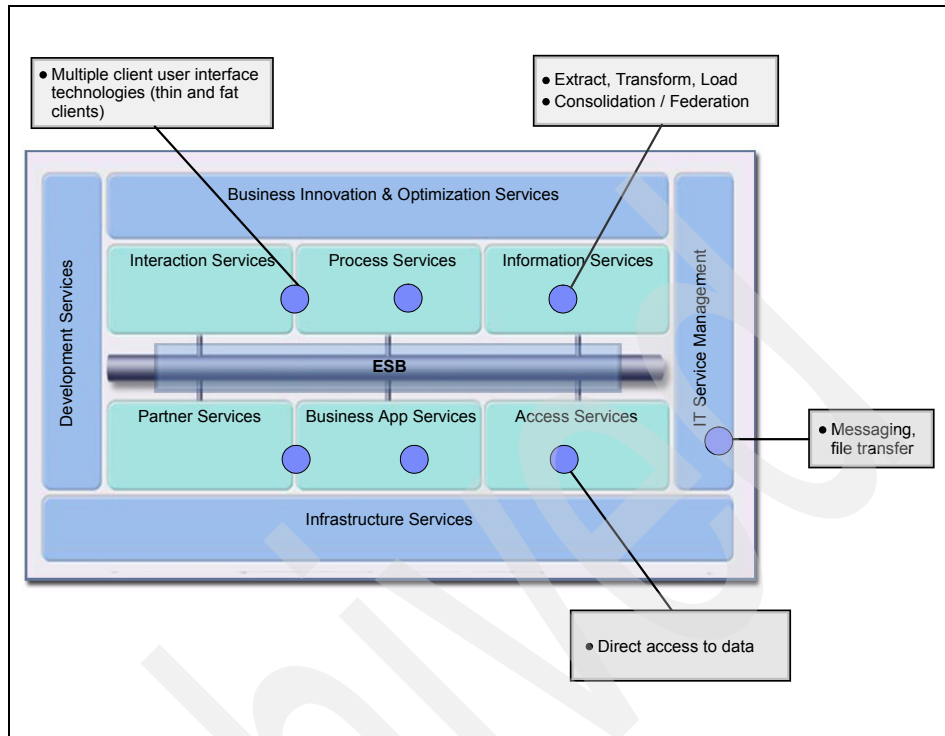 ● Multiple client user interface
technologies (thin and fat
clients)
● Extract, Transform, Load
● Consolidation / Federation
Business Innovation & Optimization Services
Development Services
Interaction Services
Process Services
Information Services
IT Service Management
ESB
Partner Services
Business App Services
Access Services
● Messaging,
file transfer
Infrastructure Services
● Direct access to data